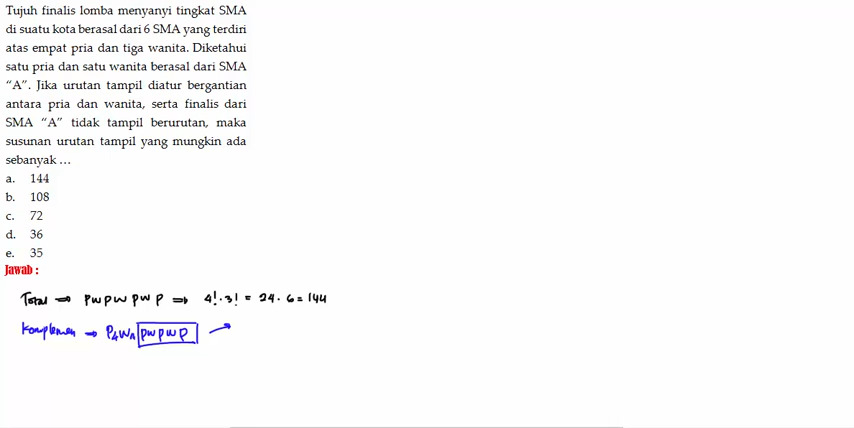 Tujuh finalis lomba menyanyi tingkat SMA
di suatu kota berasal dari 6 SMA yang terdiri
atas empat pria dan tiga wanita. Diketahui
satu pria dan satu wanita berasal dari SMA
"A". Jika urutan tampil diatur bergantian
antara pria dan wanita, serta finalis dari
SMA "A" tidak tampil berurutan, maka
susunan urutan tampil yang mungkin ada
sebanyak …
a. 144
b. 108
c. 72
d. 36
e. 35
Jawab :
Total ⇒ P W P W P W P ⇒ 4! · 3! = 24 · 6 = 144
Komplemen → P_A W_A P W P W P →